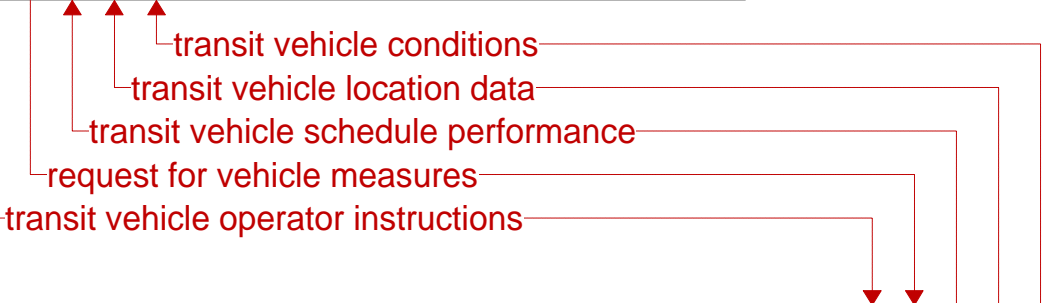 transit vehicle conditions
transit vehicle location data
transit vehicle schedule performance
request for vehicle measures
transit vehicle operator instructions